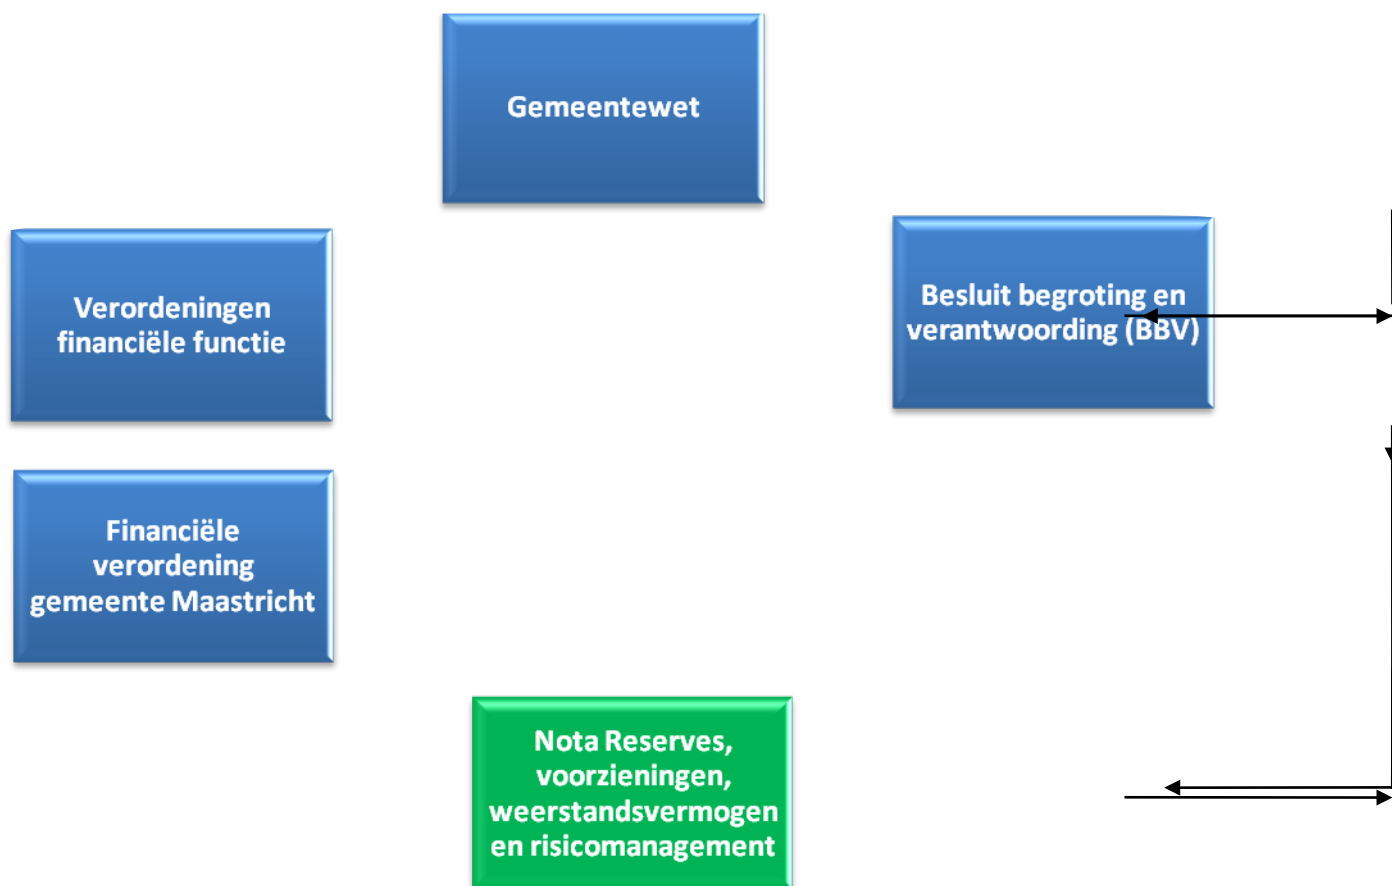 Gemeentewet
Verordeningen
financiële functie
Besluit begroting en
verantwoording (BBV)
Financiële
verordening
gemeente Maastricht
Nota Reserves,
voorzieningen,
weerstandsvermogen
en risicomanagement